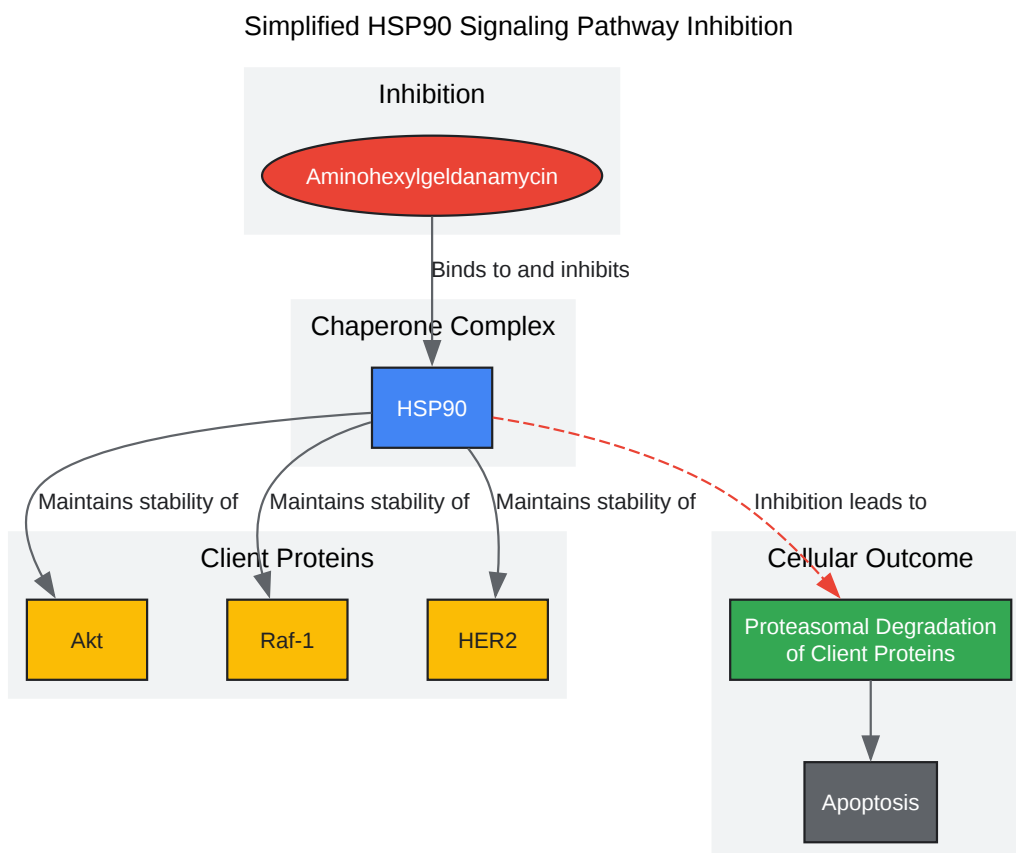 Simplified HSP90 Signaling Pathway Inhibition
Inhibition
Aminohexylgeldanamycin
Binds to and inhibits
Chaperone Complex
HSP90
Maintains stability of
Maintains stability of
Maintains stability of
Inhibition leads to
Client Proteins
Cellular Outcome
Akt
Raf-1
HER2
Proteasomal Degradation
of Client Proteins
Apoptosis